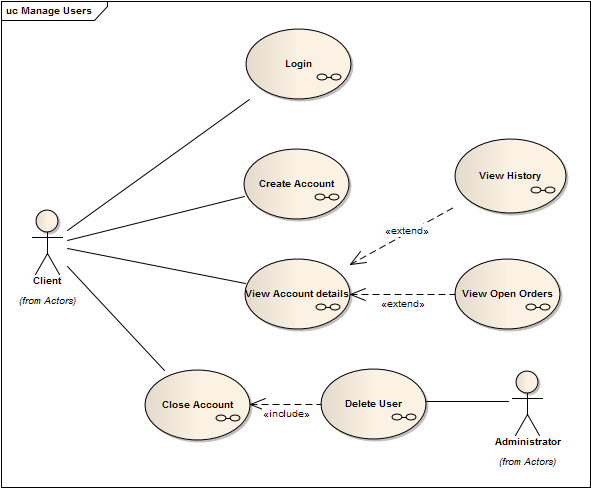 uc Manage Users
Login
Create Account
View History
«extend»
Client
(from Actors)
View Account details
«extend»
View Open Orders
Close Account
«include»
Delete User
Administrator
(from Actors)